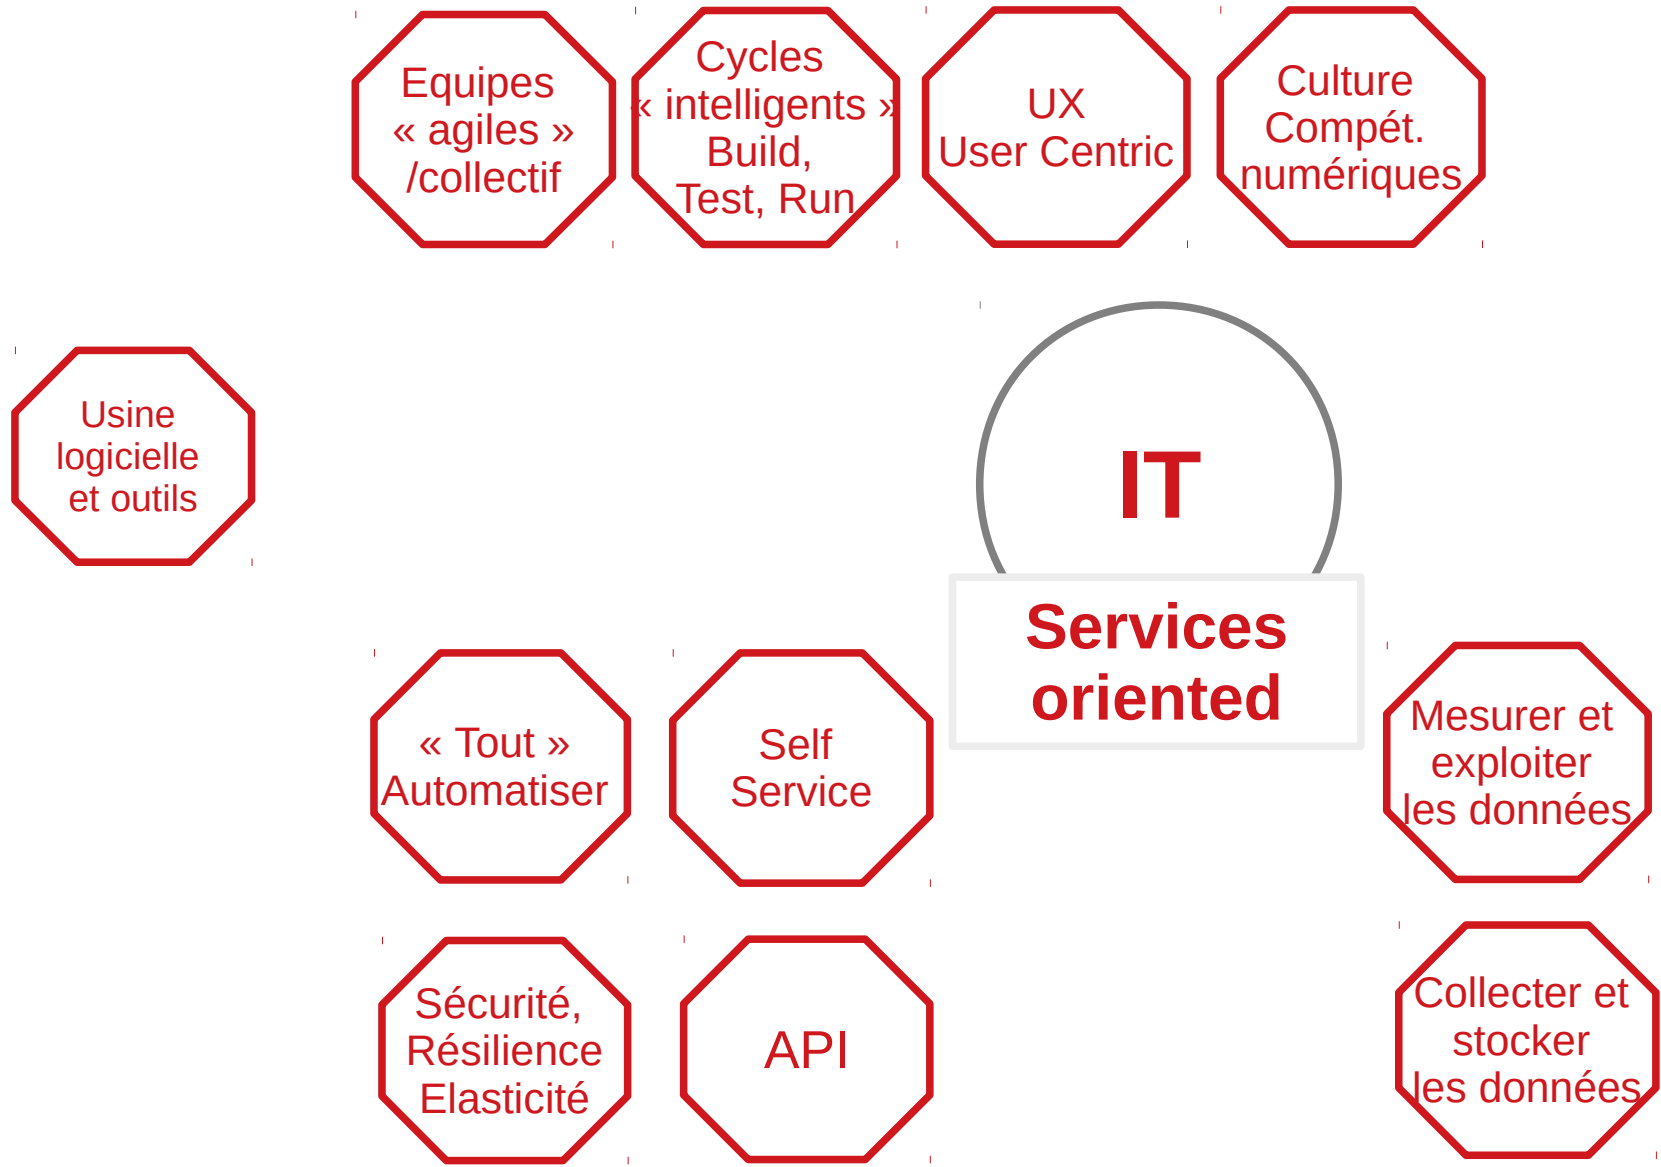 Equipes
« agiles »
/collectif
Cycles
« intelligents »
Build,
Test, Run
UX
User Centric
Culture
Compét.
numériques
Usine
logicielle
et outils
IT
Services
oriented
« Tout »
Automatiser
Self
Service
Mesurer et
exploiter
les données
Sécurité,
Résilience
Elasticité
API
Collecter et
stocker
les données